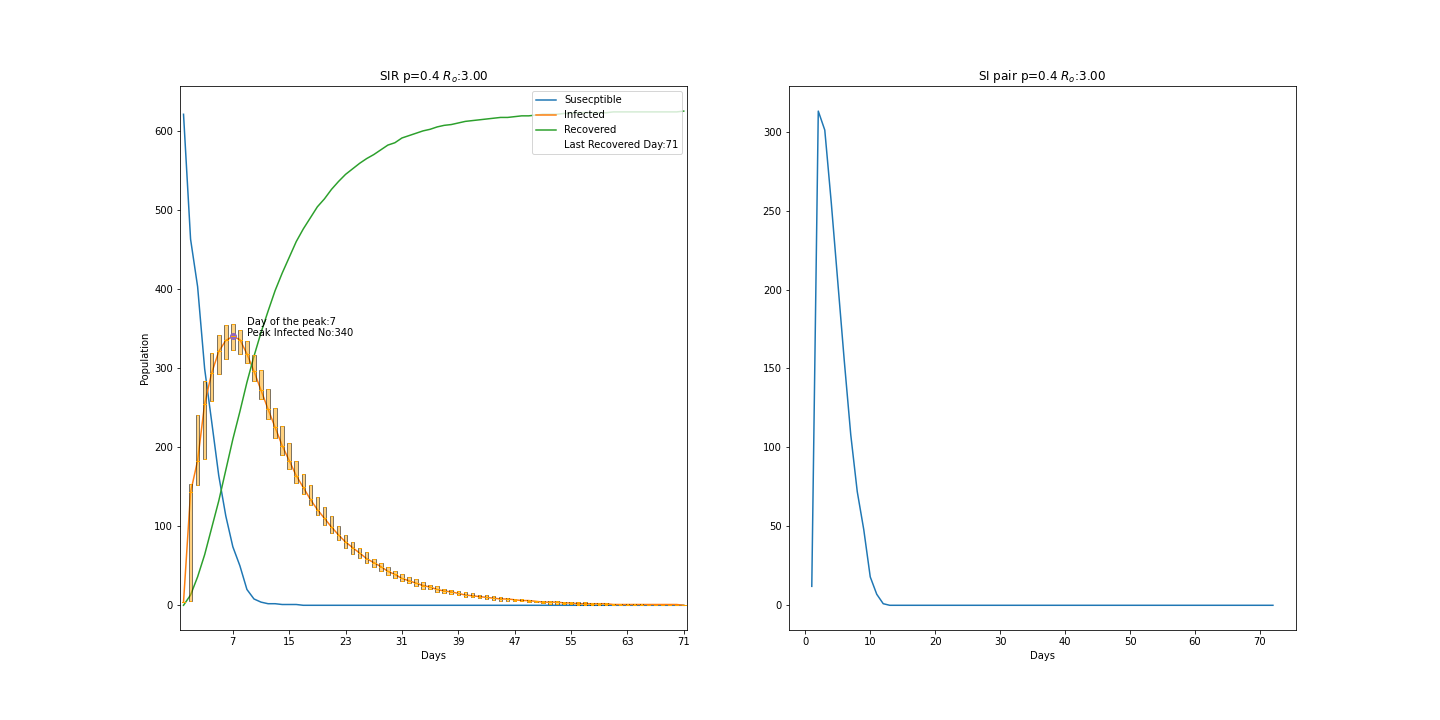 SIR p=0.4 Rₒ:3.00
Susecptible
Infected
Recovered
Last Recovered Day:71
Day of the peak:7
Peak Infected No:340
Population
600
500
400
300
200
100
0
7 15 23 31 39 47 55 63 71
Days
SI pair p=0.4 Rₒ:3.00
300
250
200
150
100
50
0
0 10 20 30 40 50 60 70
Days